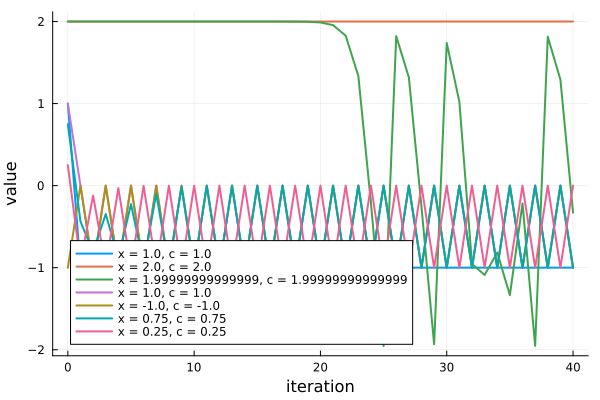 2
1
0
−1
−2
value
x = 1.0, c = 1.0
x = 2.0, c = 2.0
x = 1.99999999999999, c = 1.99999999999999
x = 1.0, c = 1.0
x = -1.0, c = -1.0
x = 0.75, c = 0.75
x = 0.25, c = 0.25
0
10
20
30
40
iteration